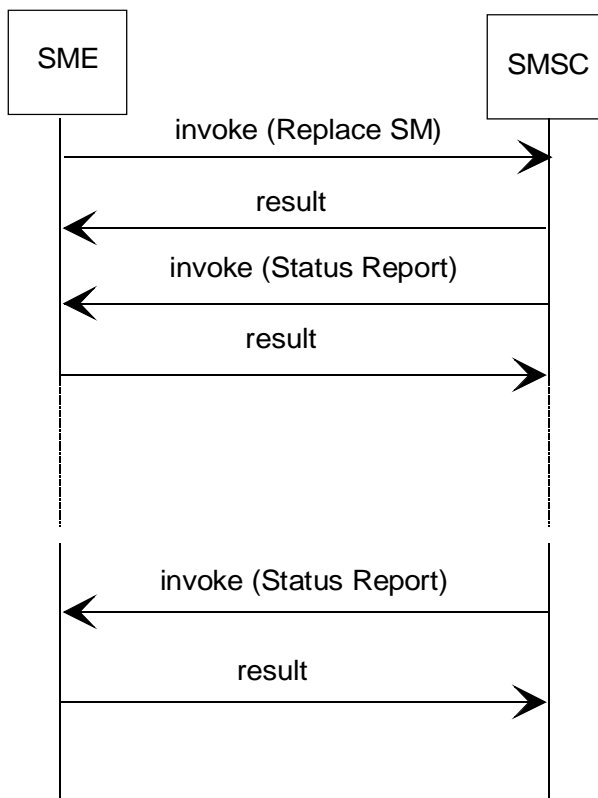 SME
SMSC
invoke (Replace SM)
result
invoke (Status Report)
result
invoke (Status Report)
result